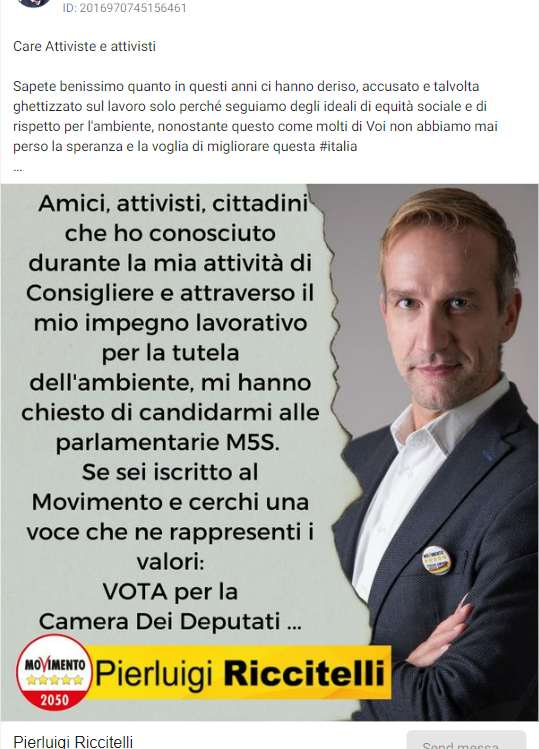 ID: 2016970745156461
Care Attiviste e attivisti
Sapete benissimo quanto in questi anni ci hanno deriso, accusato e talvolta
ghettizzato sul lavoro solo perché seguiamo degli ideali di equità sociale e di
rispetto per l'ambiente, nonostante questo come molti di Voi non abbiamo mai
perso la speranza e la voglia di migliorare questa #italia
...
Amici, attivisti, cittadini
che ho conosciuto
durante la mia attività di
Consigliere e attraverso il
mio impegno lavorativo
per la tutela
dell'ambiente, mi hanno
chiesto di candidarmi alle
parlamentarie M5S.
Se sei iscritto al
Movimento e cerchi una
voce che ne rappresenti i
valori:
VOTA per la
Camera Dei Deputati ...
MOVIMENTO
2050
Pierluigi Riccitelli
MOVIMENTO
Pierluigi Riccitelli
Send messa